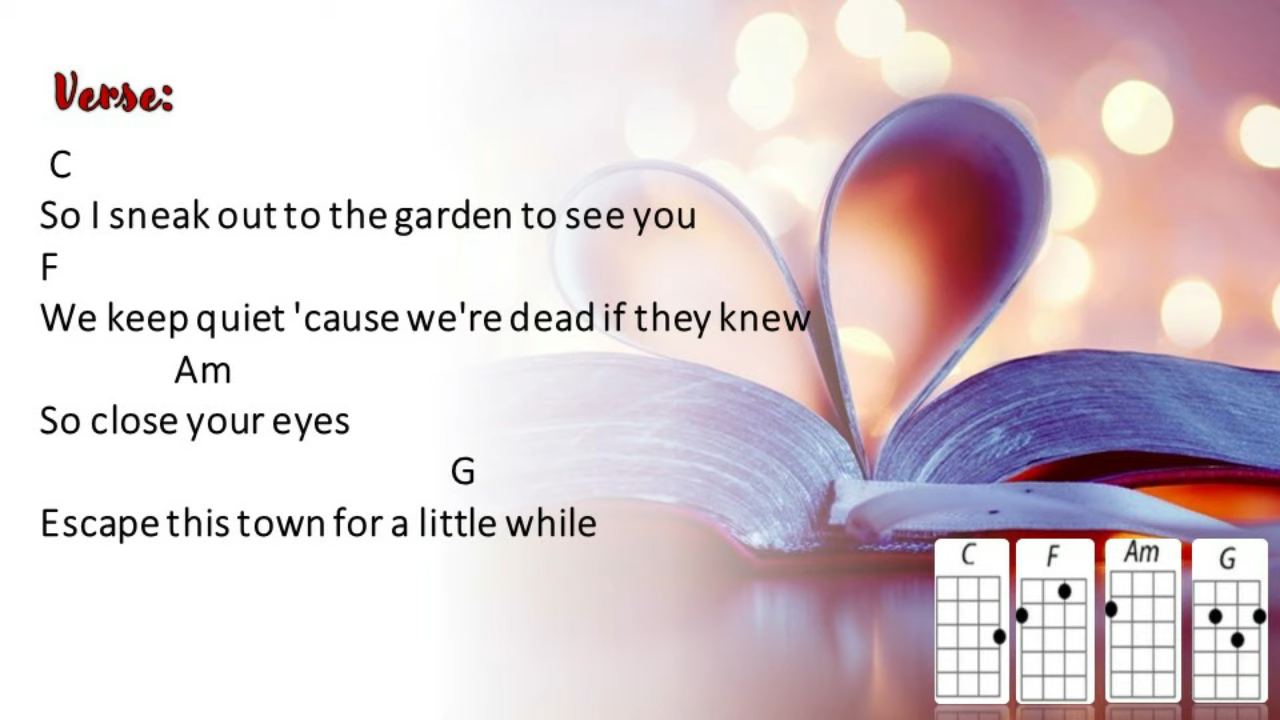 Verse:
C
So I sneak out to the garden to see you
F
We keep quiet 'cause we're dead if they knew
Am
So close your eyes
G
Escape this town for a little while
C F Am G